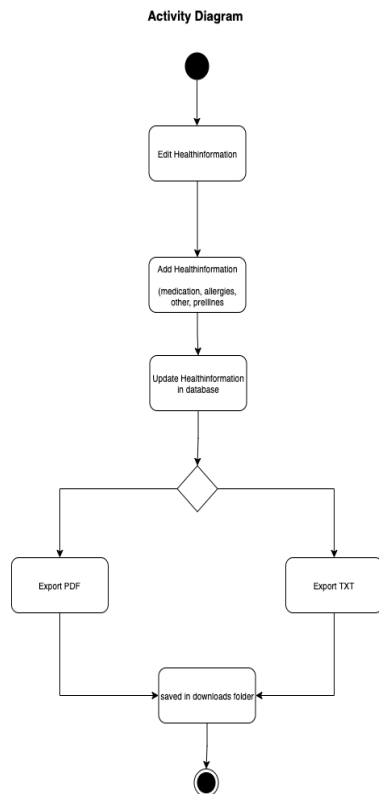 Activity Diagram
Edit Healthinformation
Add Healthinformation
(medication, allergies,
other, preIllnes
Update Healthinformation
in database
Export PDF
Export TXT
saved in downloads folder